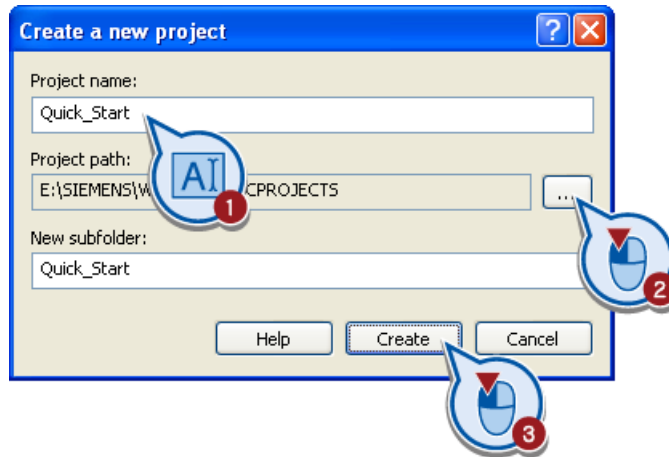 Create a new project
?
Project name:
Quick_Start
AI
1
Project path:
E:\SIEMENS\W CPROJECTS
...
2
New subfolder:
Quick_Start
Help Create Cancel
3